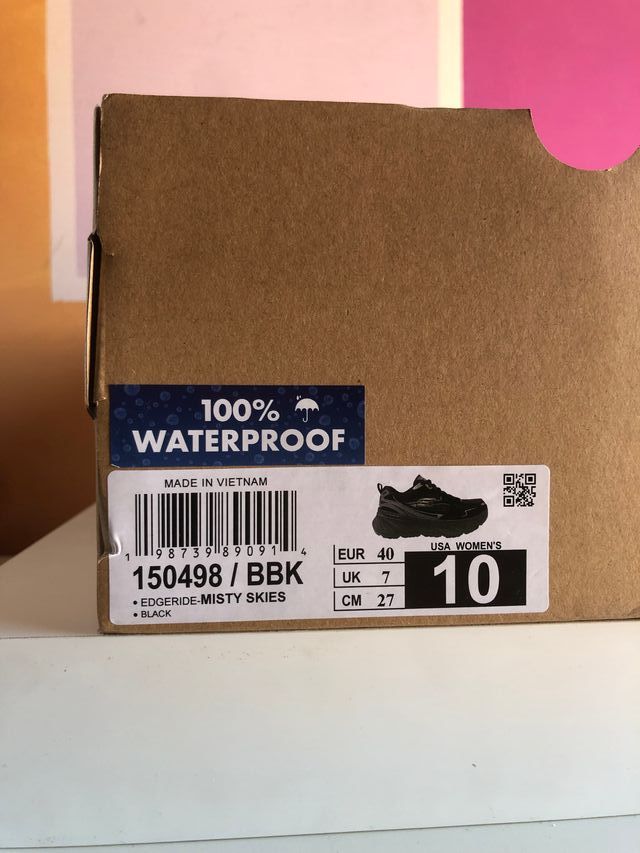 100%
WATERPROOF
MADE IN VIETNAM
1 98739 89091 4
150498 / BBK
• EDGERIDE-MISTY SKIES
• BLACK
EUR 40
UK 7
CM 27
USA WOMEN'S
10